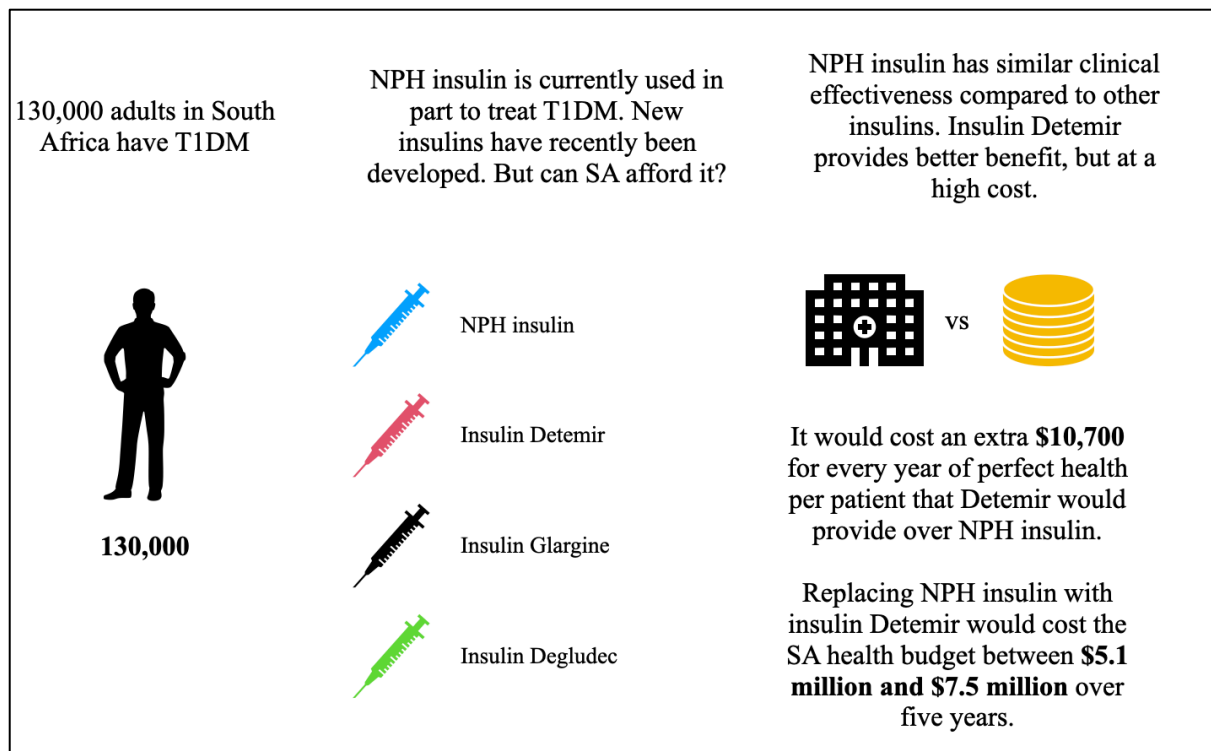 130,000 adults in South
Africa have T1DM
130,000
NPH insulin is currently used in
part to treat T1DM. New
insulins have recently been
developed. But can SA afford it?
NPH insulin
Insulin Detemir
Insulin Glargine
Insulin Degludec
NPH insulin has similar clinical
effectiveness compared to other
insulins. Insulin Detemir
provides better benefit, but at a
high cost.
vs
It would cost an extra $10,700
for every year of perfect health
per patient that Detemir would
provide over NPH insulin.
Replacing NPH insulin with
insulin Detemir would cost the
SA health budget between $5.1
million and $7.5 million over
five years.